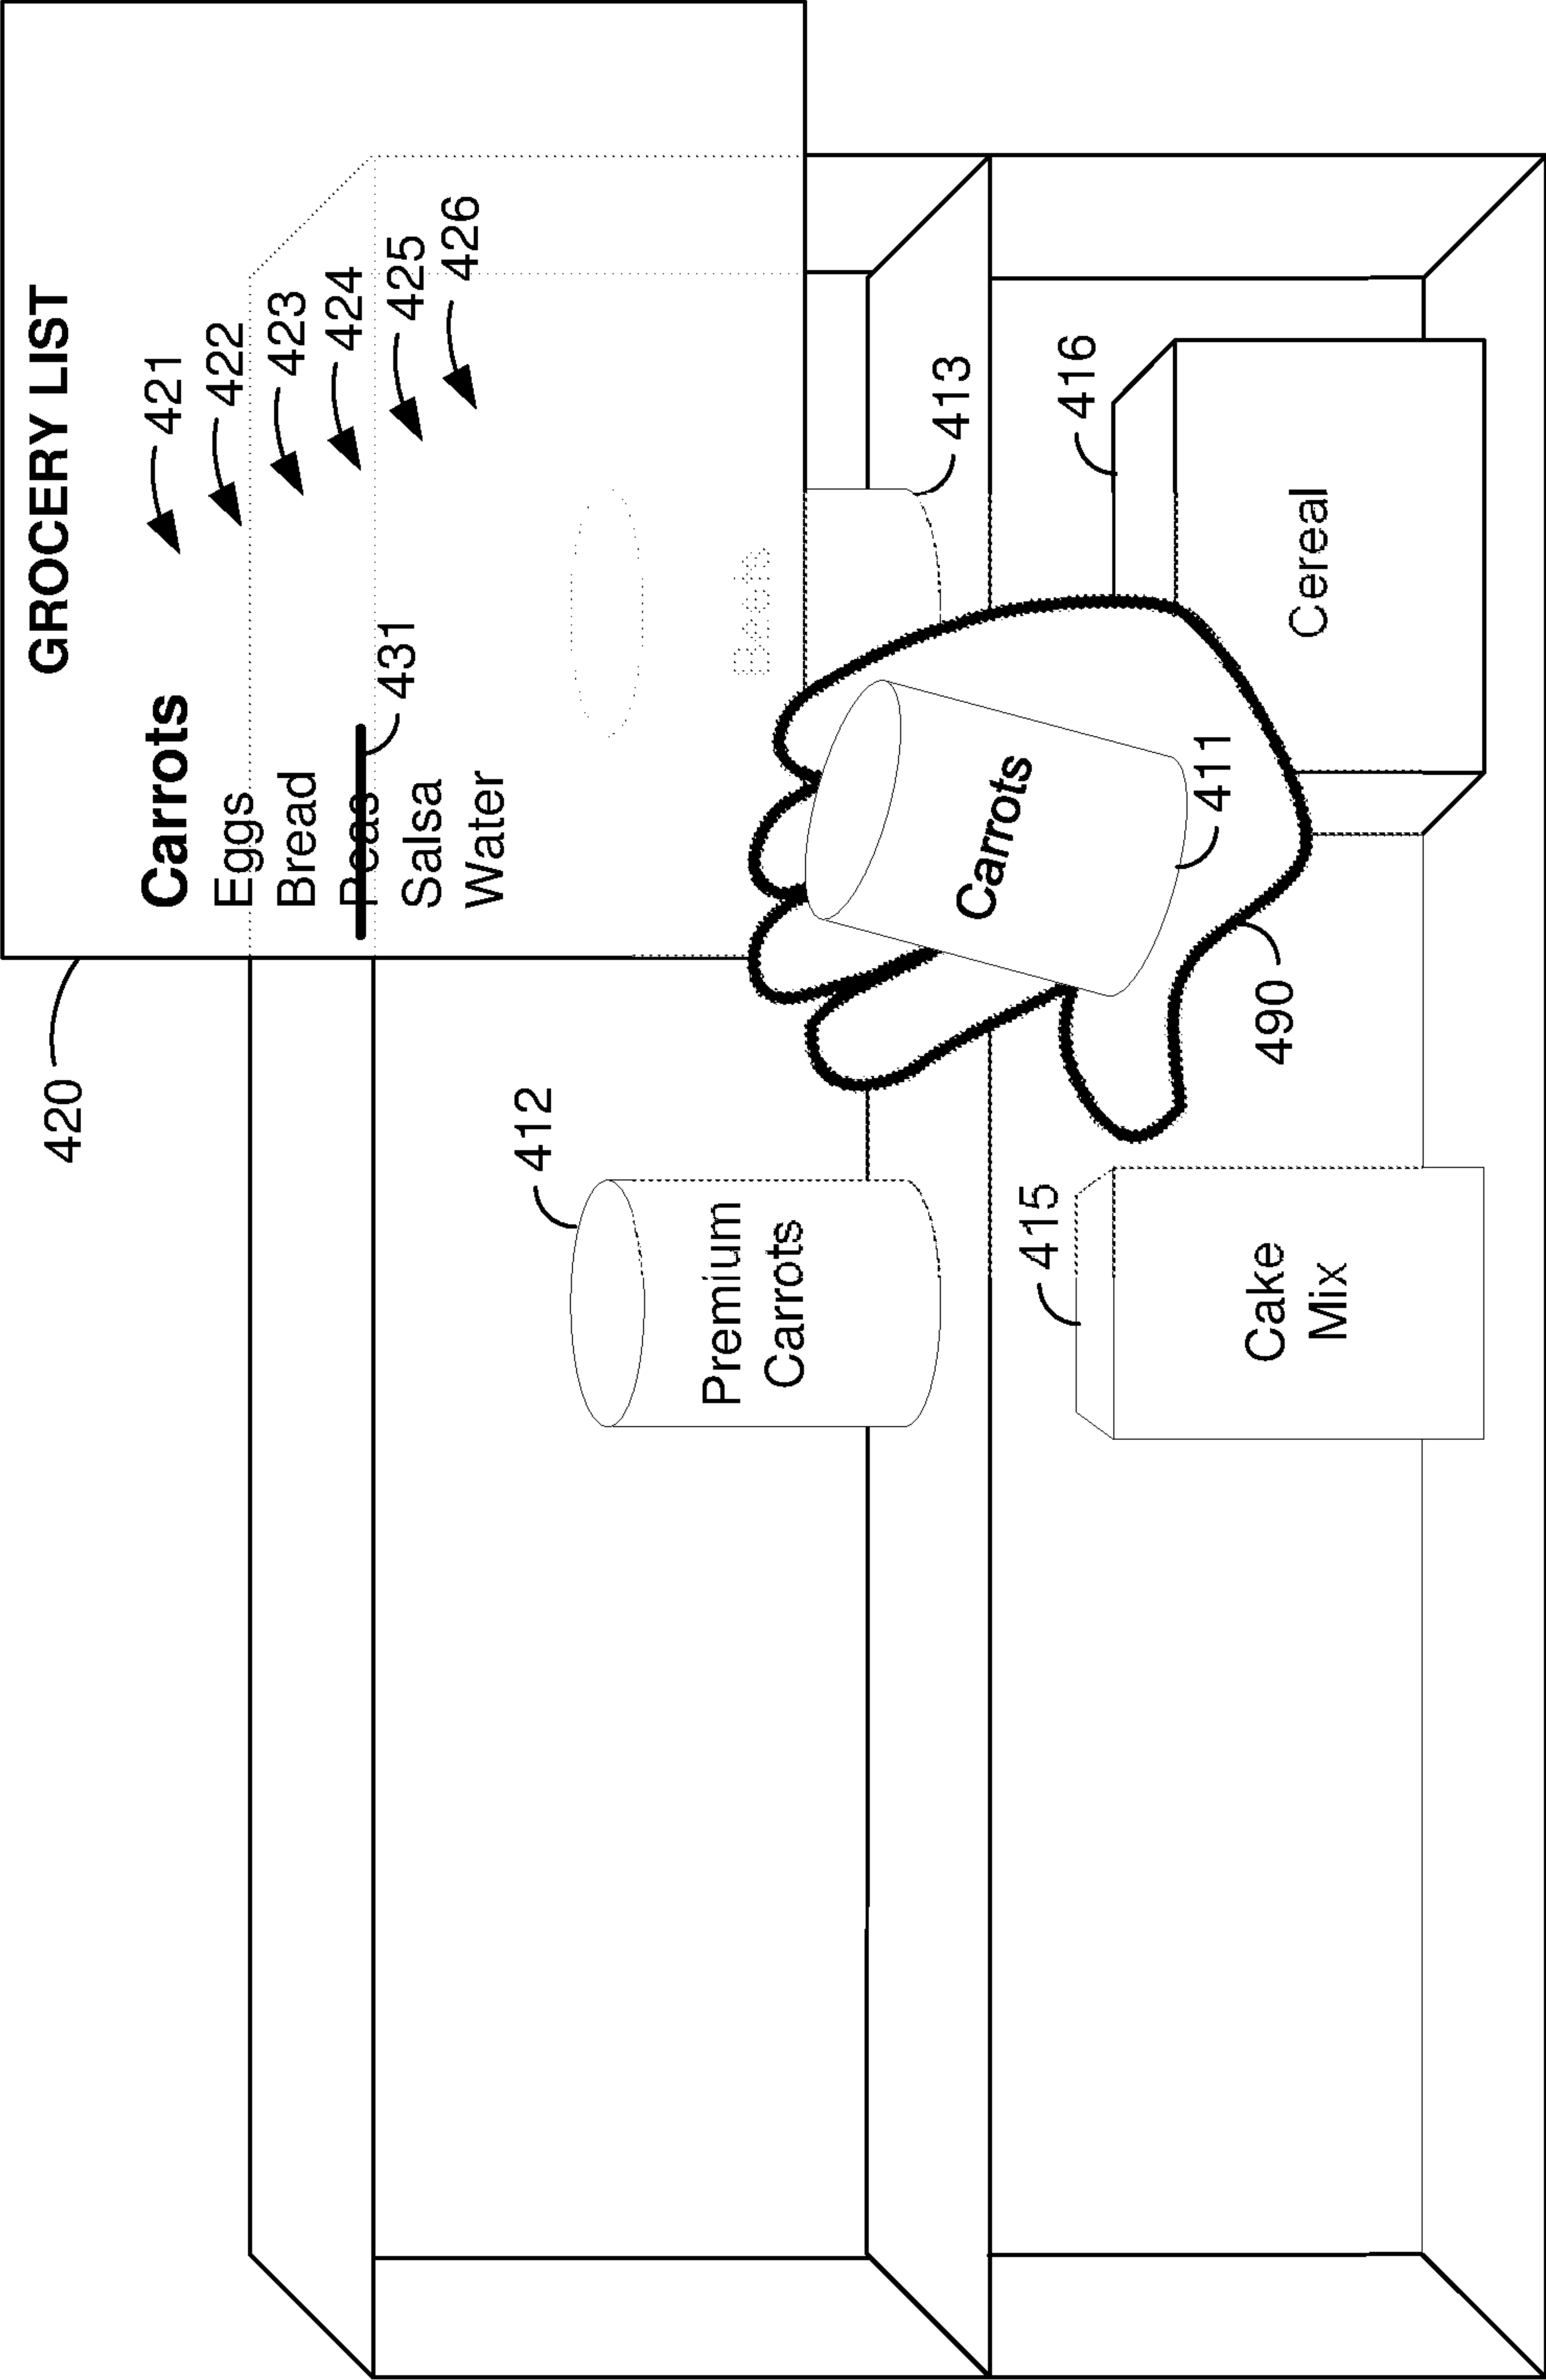 GROCERY LIST
420
Carrots 421
Eggs 422
Bread 423
Peas 424
431
Salsa 425
Water 426
412
Premium
Carrots
413
Carrots
415
416
411
Cake
Mix
490
Cereal